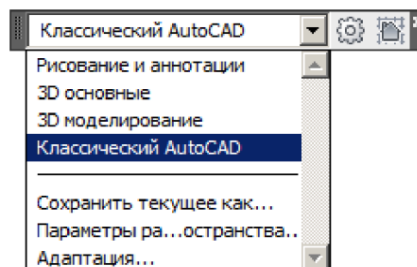 Классический AutoCAD
Рисование и аннотации
3D основные
3D моделирование
Классический AutoCAD
Сохранить текущее как...
Параметры ра...остранства..
Адаптация...